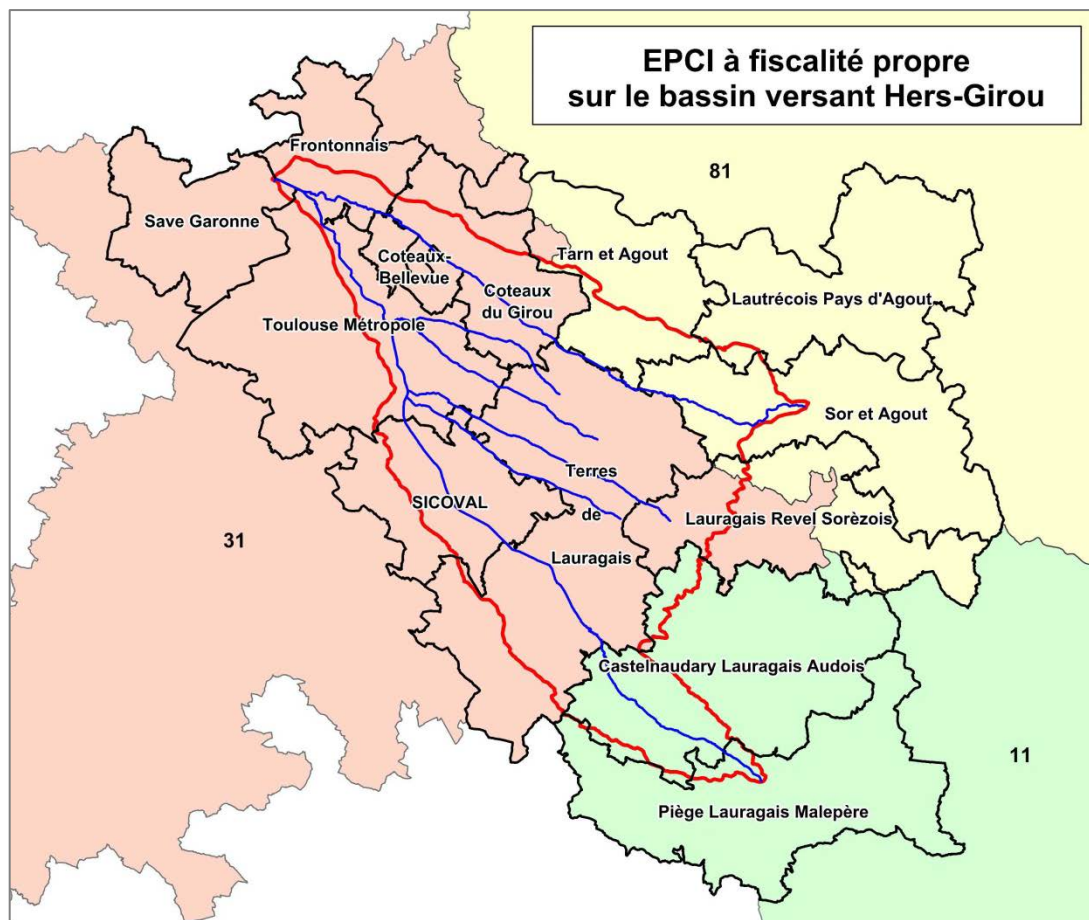 EPCI à fiscalité propre
sur le bassin versant Hers-Girou
Frontonnais
81
Save Garonne
Coteaux-
Bellevue
Tarn et Agout
Coteaux
du Girou
Lautrécois Pays d'Agout
Toulouse Métropole
Sor et Agout
Terres
SICOVAL
de
Lauragais Revel Sorèzois
31
Lauragais
Castelnaudary Lauragais Audois
11
Piège Lauragais Malepère